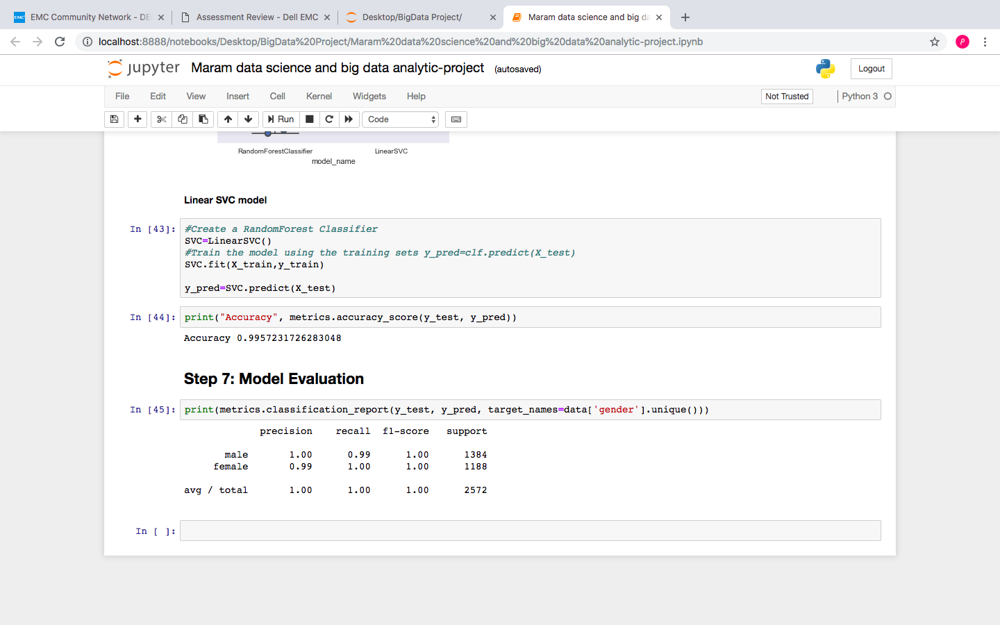 EMC EMC Community Network - DE
Assessment Review - Dell EMC
Desktop/BigData Project/
Maram data science and big da
localhost:8888/notebooks/Desktop/BigData%20Project/Maram%20data%20science%20and%20big%20data%20analytic-project.ipynb
P
jupyter Maram data science and big data analytic-project (autosaved)
Logout
File Edit View Insert Cell Kernel Widgets Help
Not Trusted
Python 3
Run
Code
RandomForestClassifier LinearSVC
model_name
Linear SVC model
In [43]: #Create a RandomForest Classifier
SVC=LinearSVC()
#Train the model using the training sets y_pred=clf.predict(X_test)
SVC.fit(X_train,y_train)
y_pred=SVC.predict(X_test)
In [44]: print("Accuracy", metrics.accuracy_score(y_test, y_pred))
Accuracy 0.9957231726283048
Step 7: Model Evaluation
In [45]: print(metrics.classification_report(y_test, y_pred, target_names=data['gender'].unique()))
precision recall f1-score support
male 1.00 0.99 1.00 1384
female 0.99 1.00 1.00 1188
avg / total 1.00 1.00 1.00 2572
In [ ]: